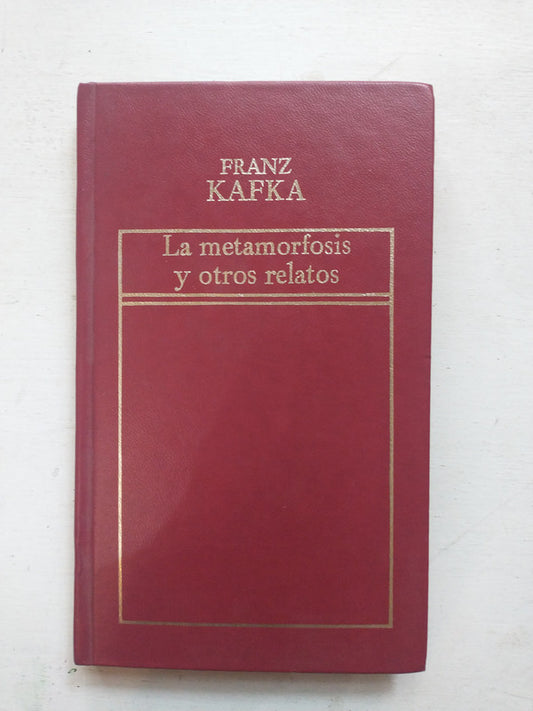 FRANZ
KAFKA
La metamorfosis
y otros relatos